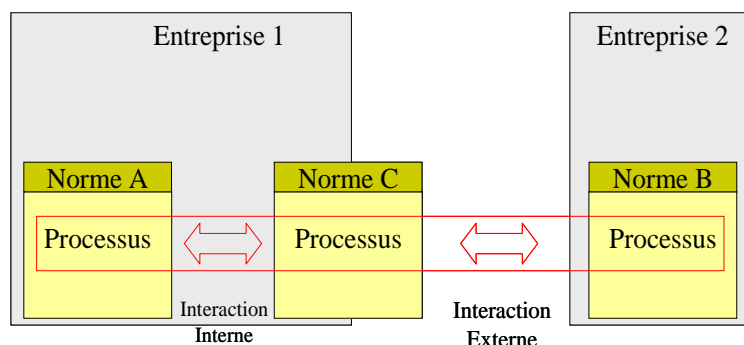 Entreprise 1
Entreprise 2
Norme A
Norme C
Norme B
Processus
Processus
Processus
Interaction
Interne
Interaction
Externe